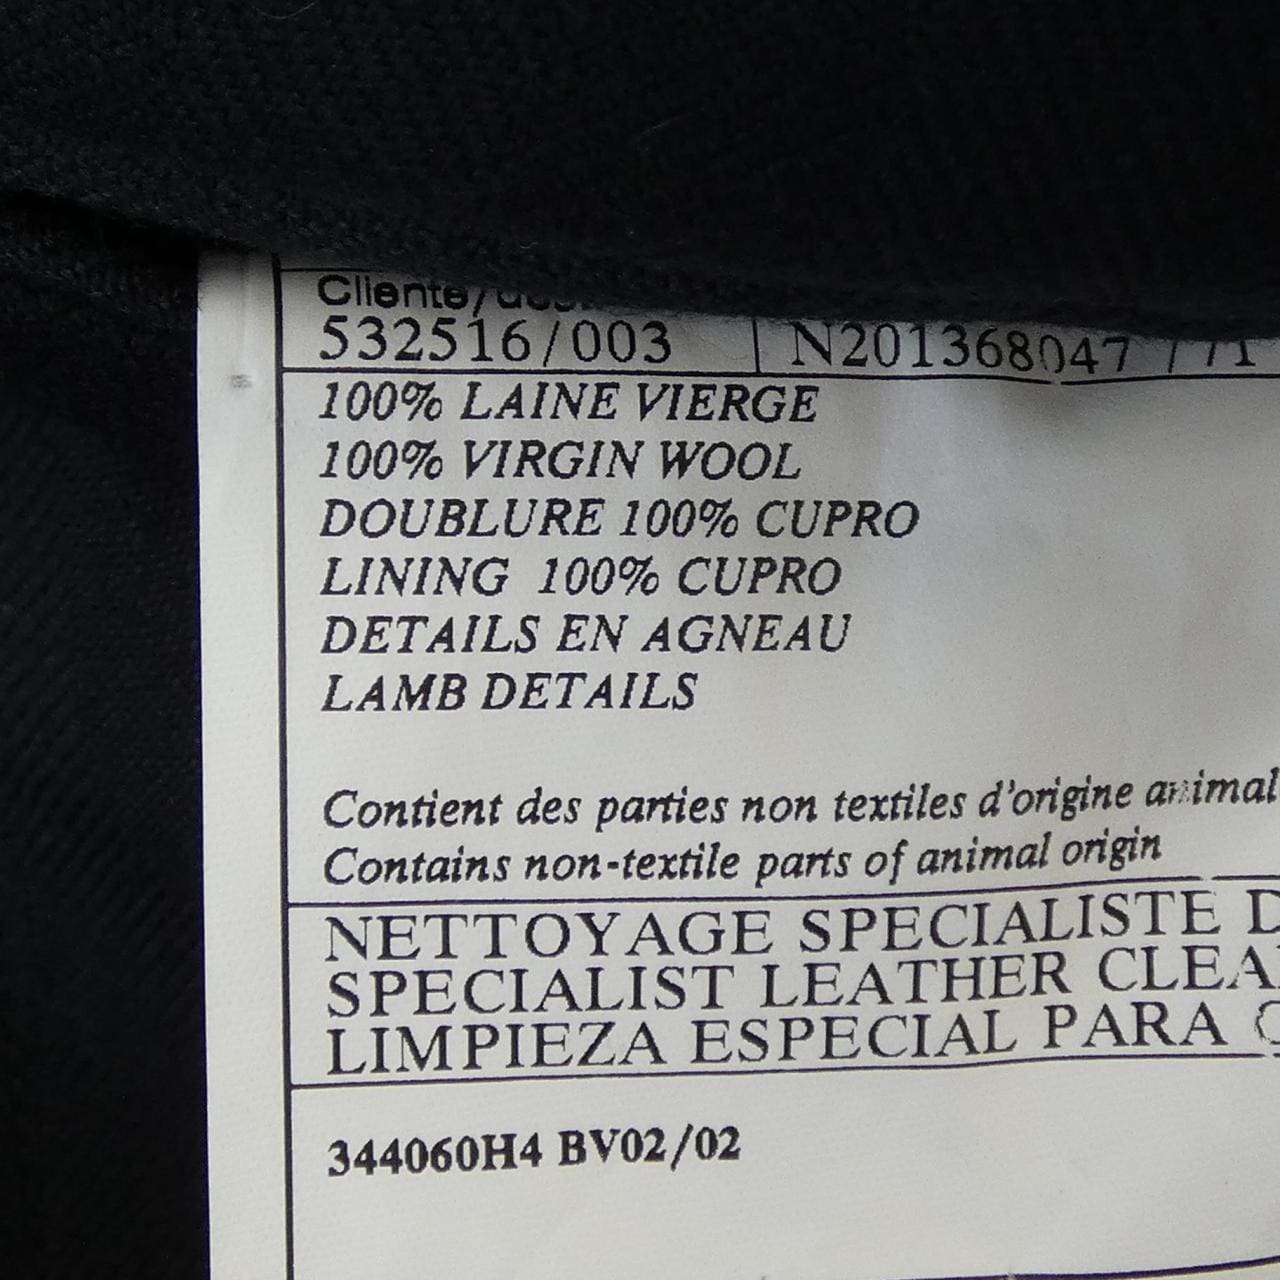 532516/003 N201368047
100% LAINE VIERGE
100% VIRGIN WOOL
DOUBLURE 100% CUPRO
LINING 100% CUPRO
DETAILS EN AGNEAU
LAMB DETAILS
Contient des parties non textiles d'origine animal
Contains non-textile parts of animal origin
NETTOYAGE SPECIALISTE
SPECIALIST LEATHER
LIMPIEZA ESPECIAL PARA
344060H4 BV02/02